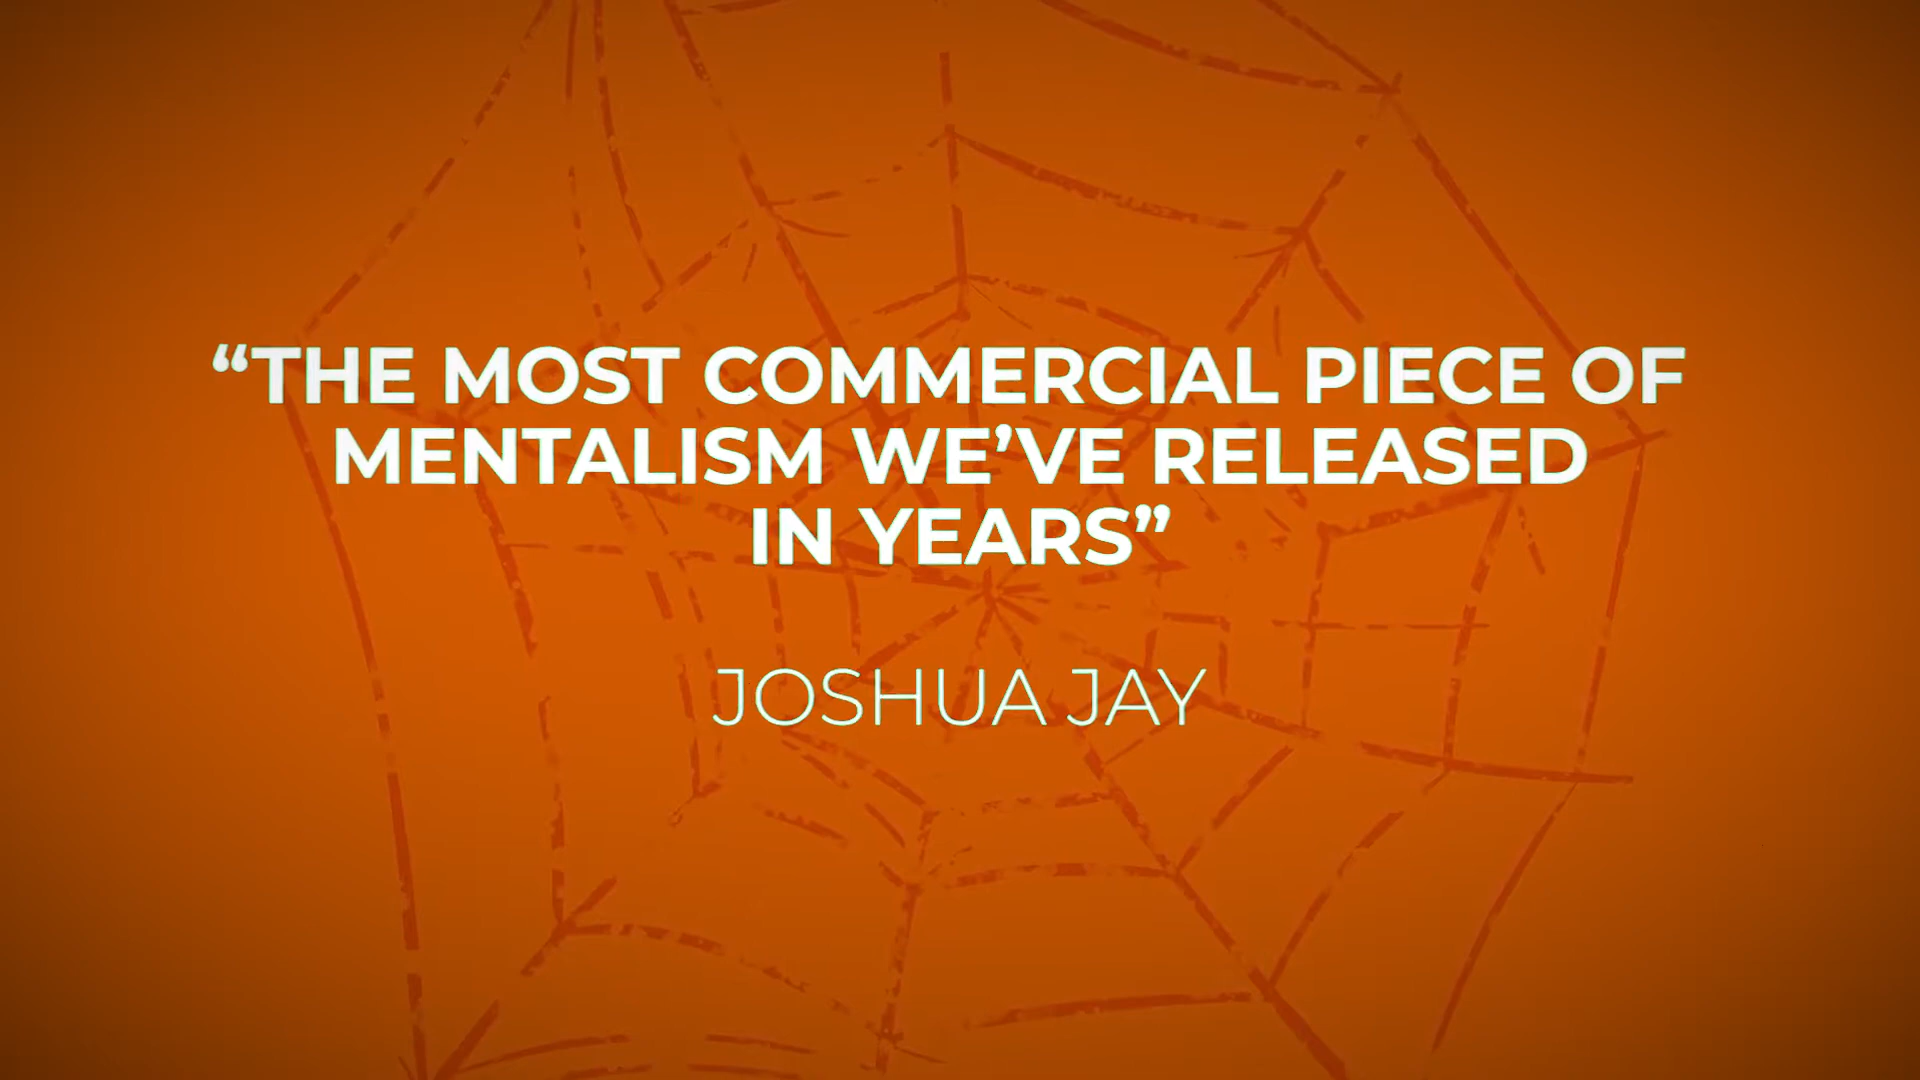 “THE MOST COMMERCIAL PIECE OF
MENTALISM WE’VE RELEASED
IN YEARS”
JOSHUA JAY